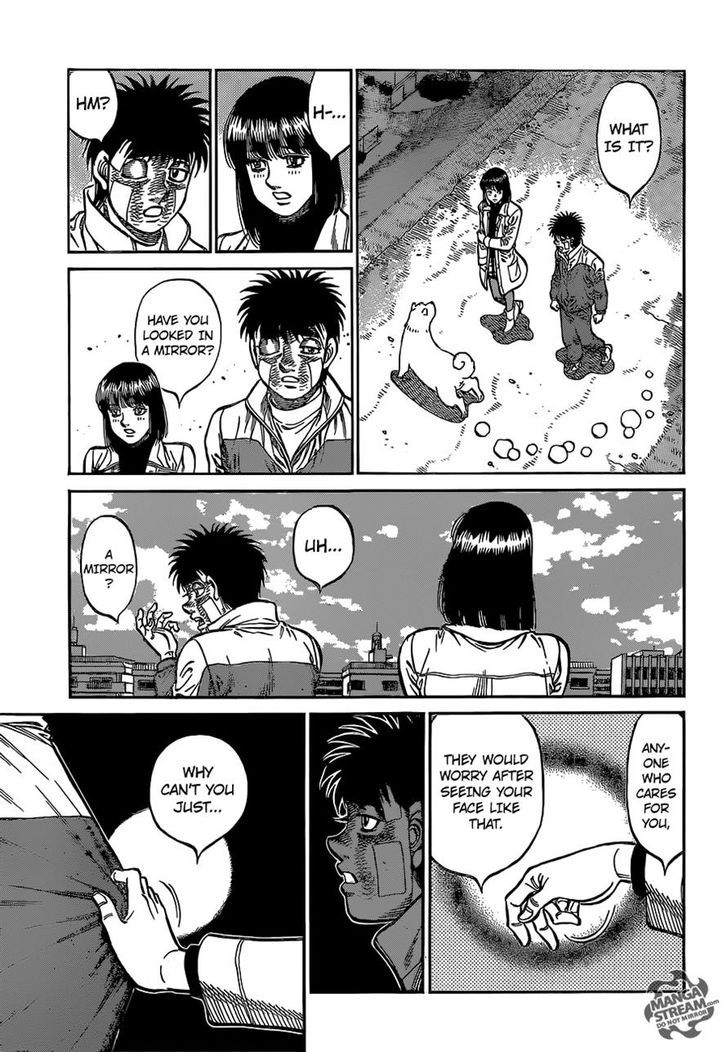 WHAT
IS IT?
H-...
HM?
HAVE YOU
LOOKED IN
A MIRROR?
UH...
A
MIRROR?
ANY-
ONE
WHO
CARES
FOR
YOU,
THEY WOULD
WORRY AFTER
SEEING YOUR
FACE LIKE
THAT.
WHY
CAN'T YOU
JUST...
MANGA
STREAM.COM
DO NOT MIRROR